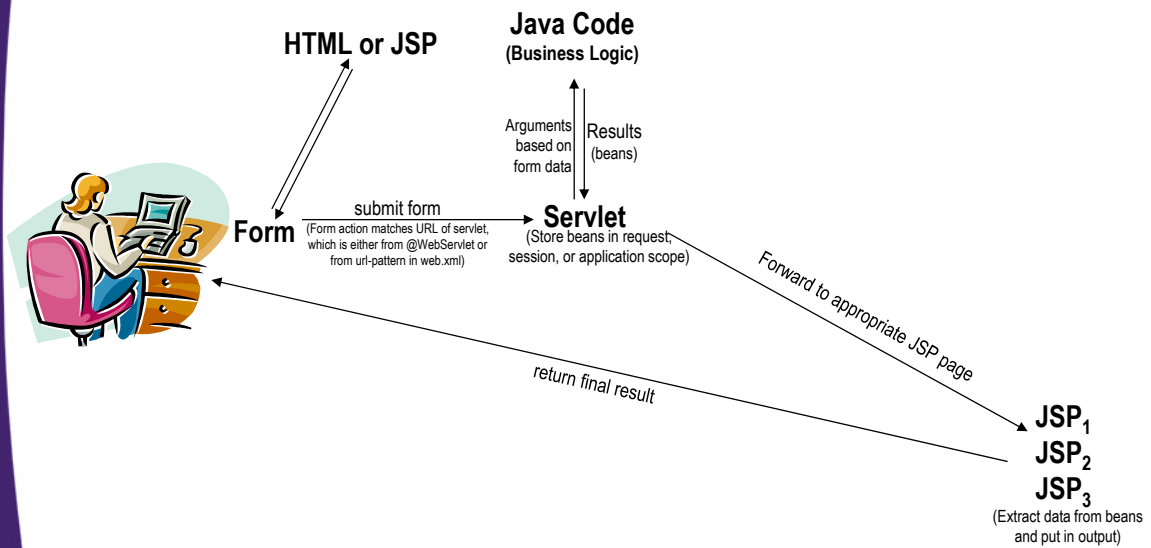 HTML or JSP
Java Code
(Business Logic)
Arguments
based on
form data
Results
(beans)
Form
submit form
(Form action matches URL of servlet,
which is either from @WebServlet or
from url-pattern in web.xml)
Servlet
(Store beans in request,
session, or application scope)
Forward to appropriate JSP page
return final result
JSP1
JSP2
JSP3
(Extract data from beans
and put in output)